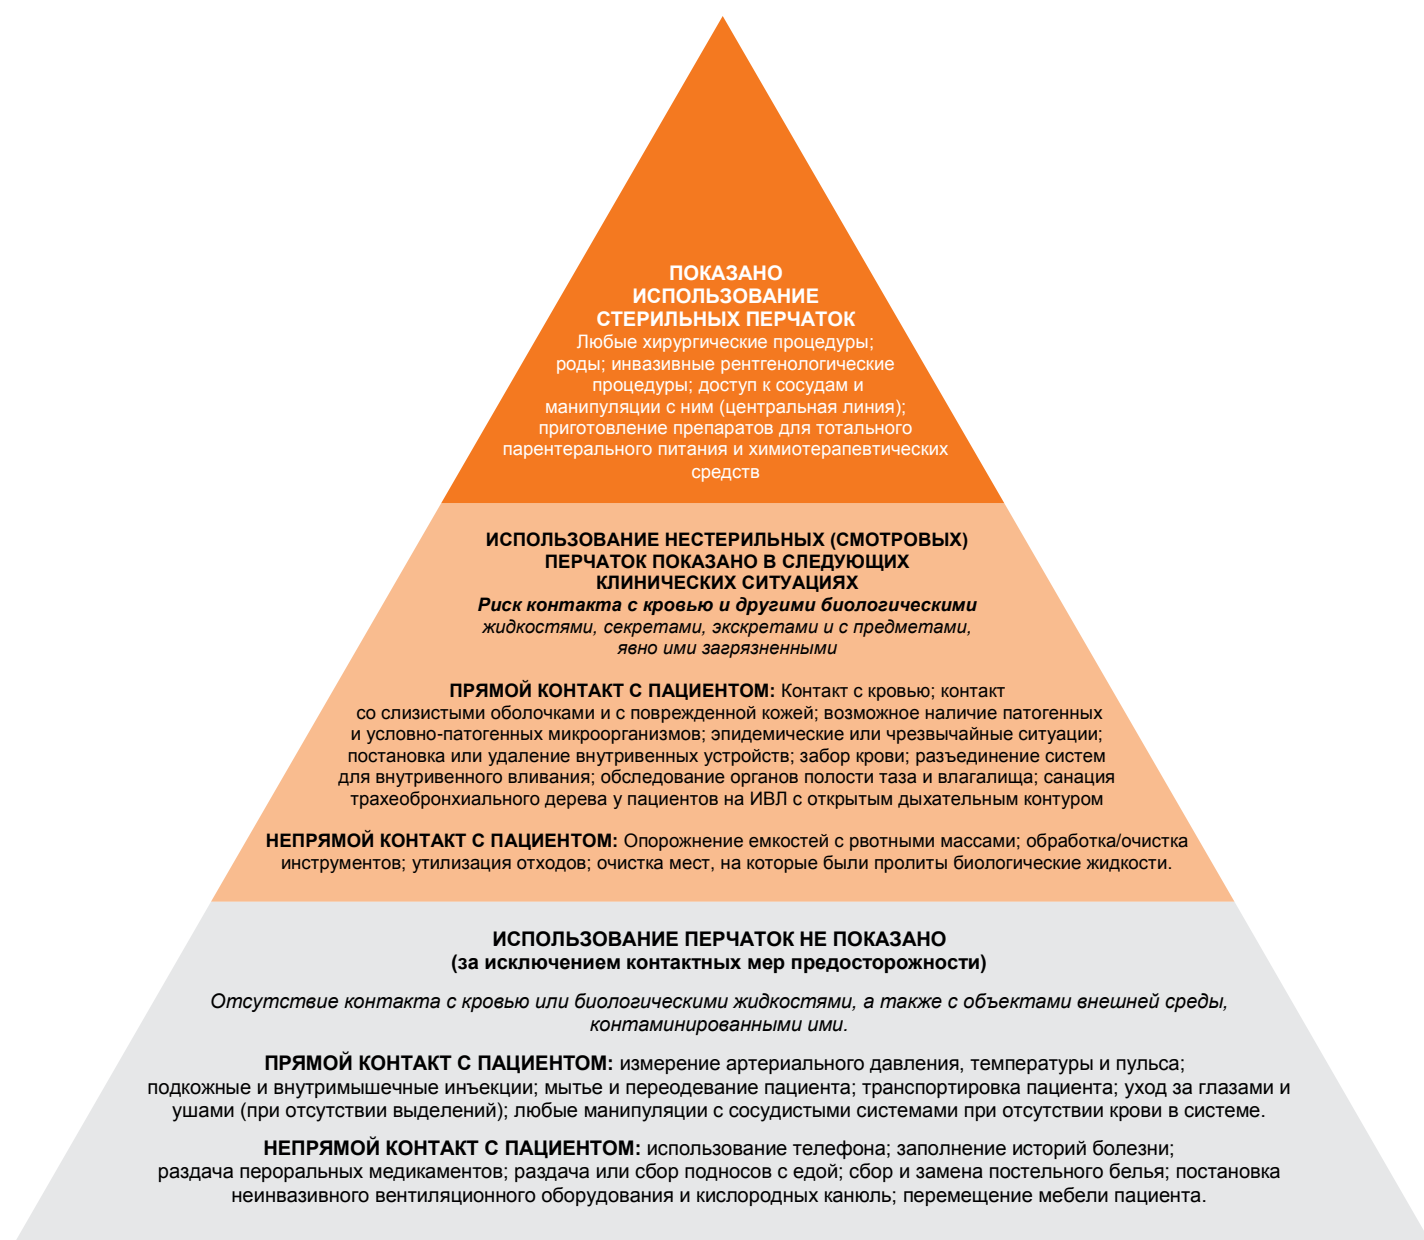 ПОКАЗАНО
ИСПОЛЬЗОВАНИЕ
СТЕРИЛЬНЫХ ПЕРЧАТОК
Любые хирургические процедуры;
роды; инвазивные рентгенологические
процедуры; доступ к сосудам и
манипуляции с ним (центральная линия);
приготовление препаратов для тотального
парентерального питания и химиотерапевтических
средств
ИСПОЛЬЗОВАНИЕ НЕСТЕРИЛЬНЫХ (СМОТРОВЫХ)
ПЕРЧАТОК ПОКАЗАНО В СЛЕДУЮЩИХ
КЛИНИЧЕСКИХ СИТУАЦИЯХ
Риск контакта с кровью и другими биологическими
жидкостями, секретами, экскретами и с предметами,
явно ими загрязненными
ПРЯМОЙ КОНТАКТ С ПАЦИЕНТОМ: Контакт с кровью; контакт
со слизистыми оболочками и с поврежденной кожей; возможное наличие патогенных
и условно-патогенных микроорганизмов; эпидемические или чрезвычайные ситуации;
постановка или удаление внутривенных устройств; забор крови; разъединение систем
для внутривенного вливания; обследование органов полости таза и влагалища; санация
трахеобронхиального дерева у пациентов на ИВЛ с открытым дыхательным контуром
НЕПРЯМОЙ КОНТАКТ С ПАЦИЕНТОМ: Опорожнение емкостей с рвотными массами; обработка/очистка
инструментов; утилизация отходов; очистка мест, на которые были пролиты биологические жидкости.
ИСПОЛЬЗОВАНИЕ ПЕРЧАТОК НЕ ПОКАЗАНО
(за исключением контактных мер предосторожности)
Отсутствие контакта с кровью или биологическими жидкостями, а также с объектами внешней среды,
контаминированными ими.
ПРЯМОЙ КОНТАКТ С ПАЦИЕНТОМ: измерение артериального давления, температуры и пульса;
подкожные и внутримышечные инъекции; мытье и переодевание пациента; транспортировка пациента; уход за глазами и
ушами (при отсутствии выделений); любые манипуляции с сосудистыми системами при отсутствии крови в системе.
НЕПРЯМОЙ КОНТАКТ С ПАЦИЕНТОМ: использование телефона; заполнение историй болезни;
раздача пероральных медикаментов; раздача или сбор подносов с едой; сбор и замена постельного белья; постановка
неинвазивного вентиляционного оборудования и кислородных канюль; перемещение мебели пациента.